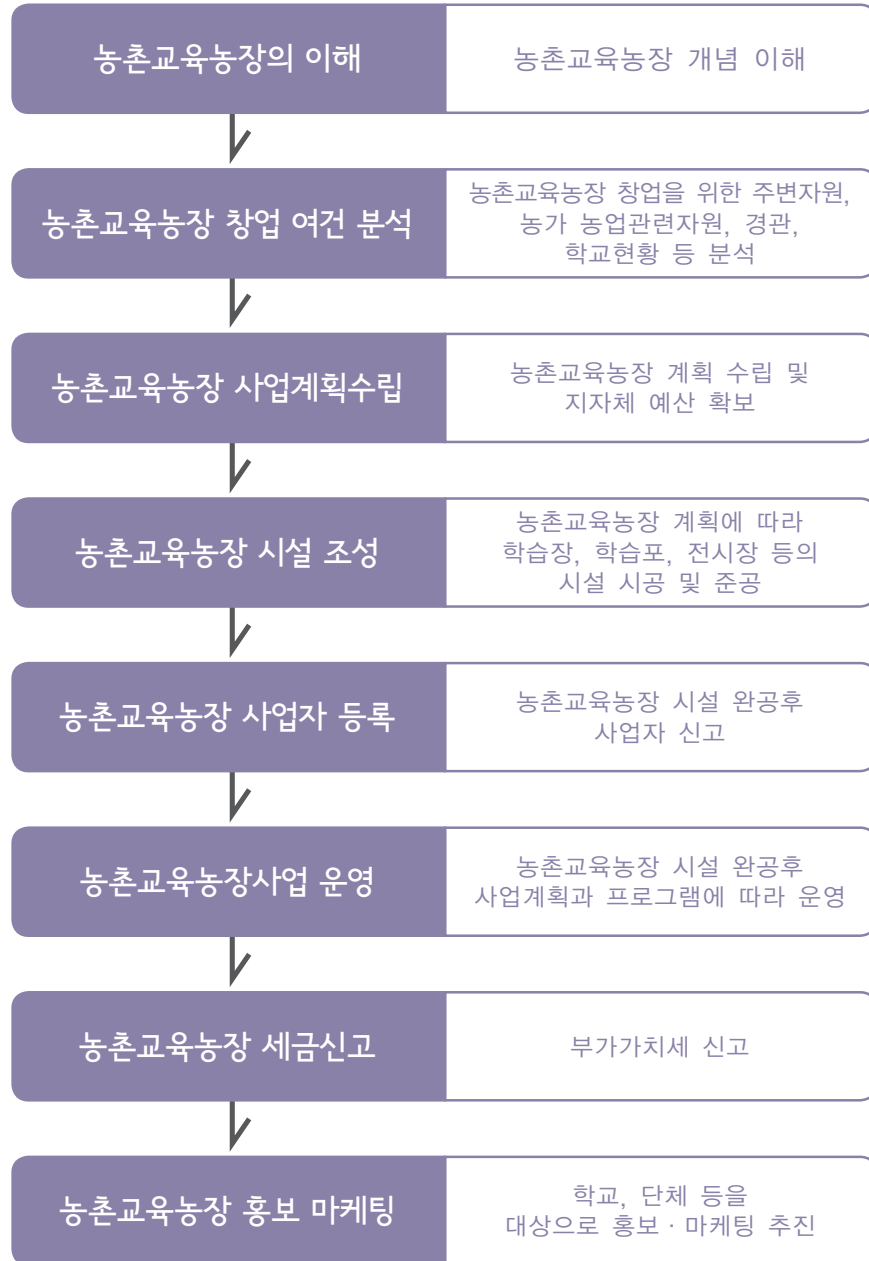 농촌교육농장의 이해
농촌교육농장 개념 이해
농촌교육농장 창업 여건 분석
농촌교육농장 창업을 위한 주변자원,
농가 농업관련자원, 경관,
학교현황 등 분석
농촌교육농장 사업계획수립
농촌교육농장 계획 수립 및
지자체 예산 확보
농촌교육농장 시설 조성
농촌교육농장 계획에 따라
학습장, 학습포, 전시장 등의
시설 시공 및 준공
농촌교육농장 사업자 등록
농촌교육농장 시설 완공후
사업자 신고
농촌교육농장사업 운영
농촌교육농장 시설 완공후
사업계획과 프로그램에 따라 운영
농촌교육농장 세금신고
부가가치세 신고
농촌교육농장 홍보 마케팅
학교, 단체 등을
대상으로 홍보 · 마케팅 추진